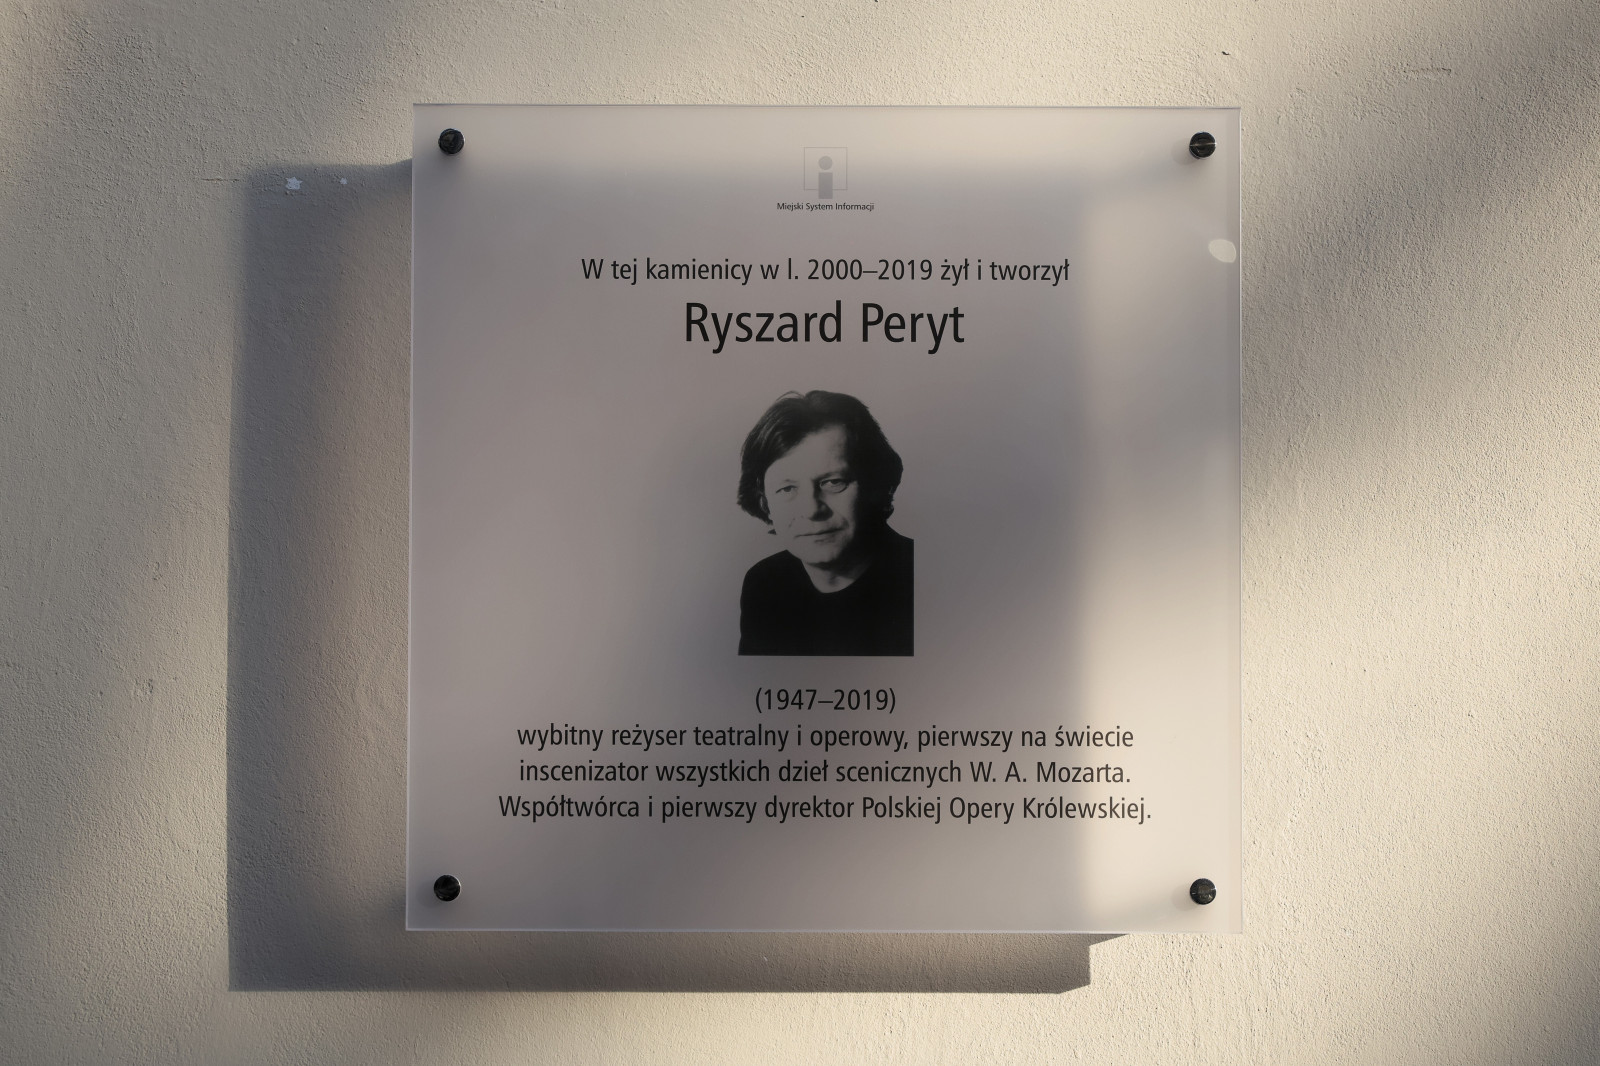 Miejski System Informacji
W tej kamienicy w l. 2000–2019 żył i tworzył
Ryszard Peryt
(1947–2019)
wybitny reżyser teatralny i operowy, pierwszy na świecie
inscenizator wszystkich dzieł scenicznych W. A. Mozarta.
Współtwórca i pierwszy dyrektor Polskiej Opery Królewskiej.